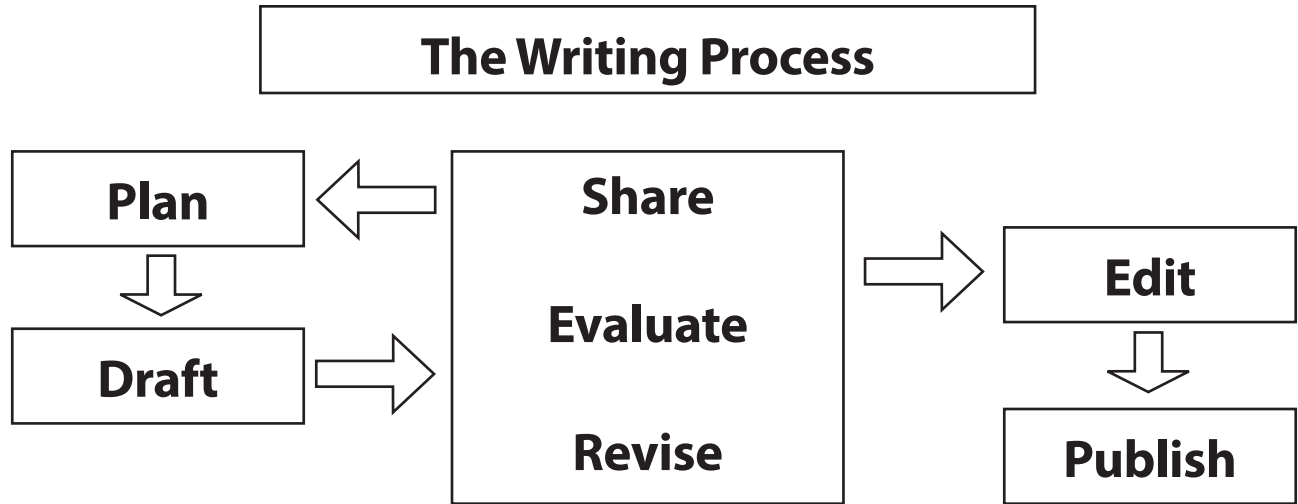 The Writing Process
Plan
Draft
Share
Evaluate
Revise
Edit
Publish